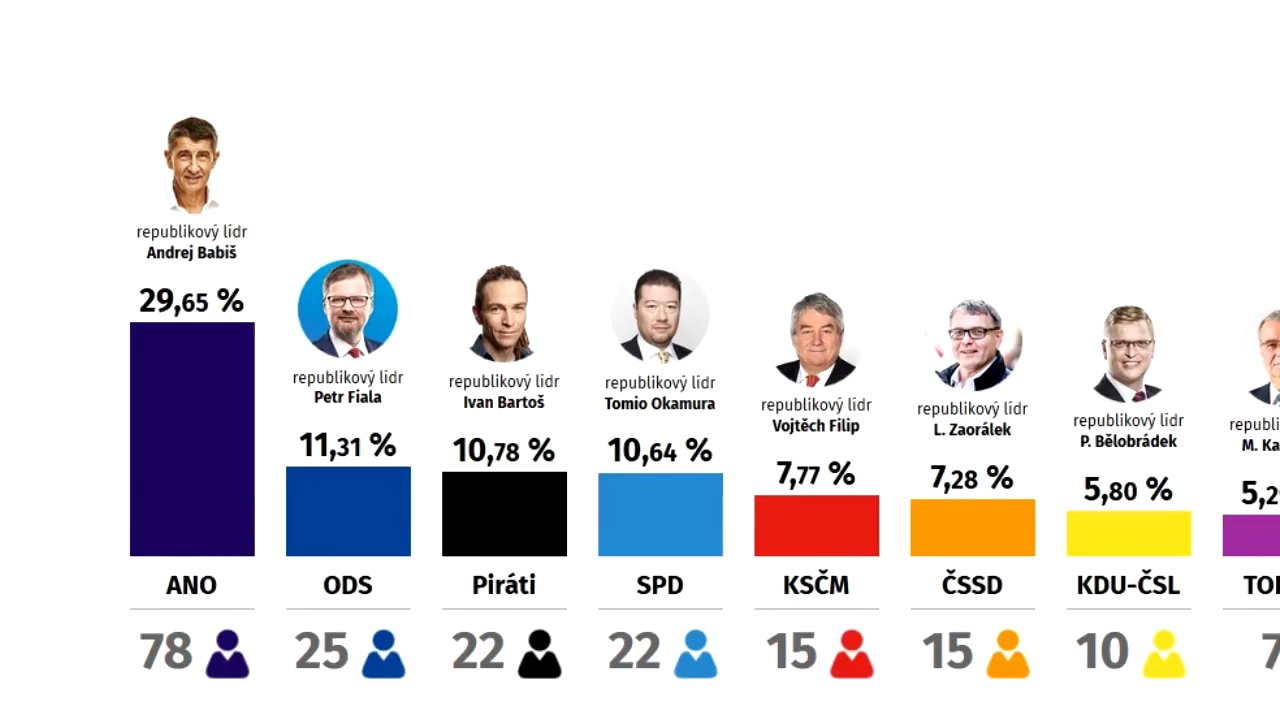 republikový lídr
Andrej Babiš
29,65 %
republikový lídr
Petr Fiala
11,31 %
republikový lídr
Ivan Bartoš
10,78 %
republikový lídr
Tomio Okamura
10,64 %
republikový lídr
Vojtěch Filip
7,77 %
republikový lídr
L. Zaorálek
7,28 %
republikový lídr
P. Bělobrádek
5,80 %
M.
ANO ODS Piráti SPD KSČM ČSSD KDU-ČSL
78 25 22 22 15 15 10 7